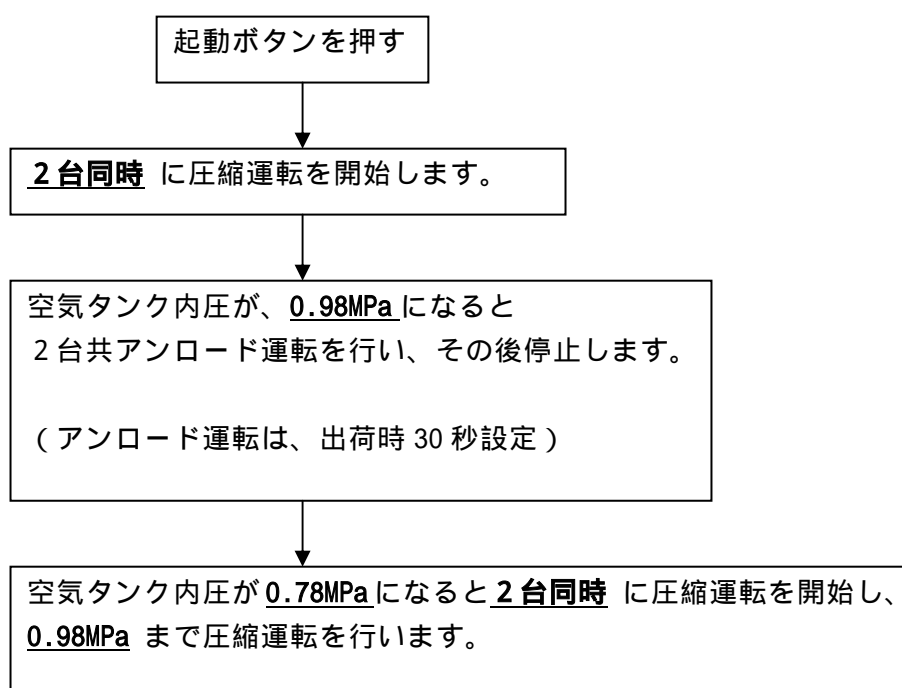 起動ボタンを押す
２台同時 に圧縮運転を開始します。
空気タンク内圧が、0.98MPa になると
２台共アンロード運転を行い、その後停止します。
（アンロード運転は、出荷時 30 秒設定）
空気タンク内圧が 0.78MPa になると ２台同時 に圧縮運転を開始し、
0.98MPa まで圧縮運転を行います。